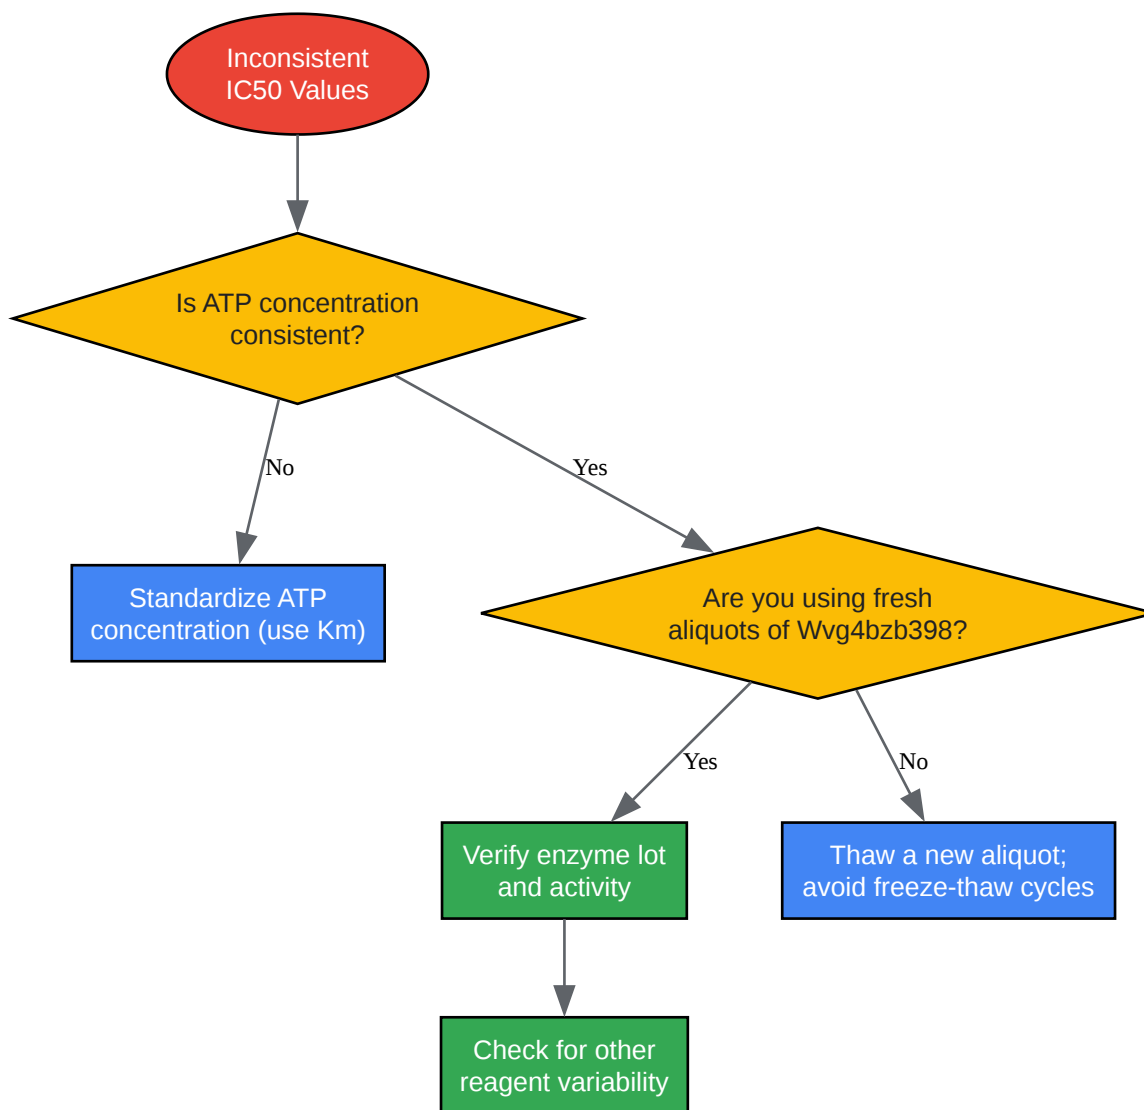 Inconsistent
IC50 Values
Is ATP concentration
consistent?
No
Yes
Standardize ATP
concentration (use Km)
Are you using fresh
aliquots of Wvg4bzb398?
Yes
No
Verify enzyme lot
and activity
Thaw a new aliquot;
avoid freeze-thaw cycles
Check for other
reagent variability